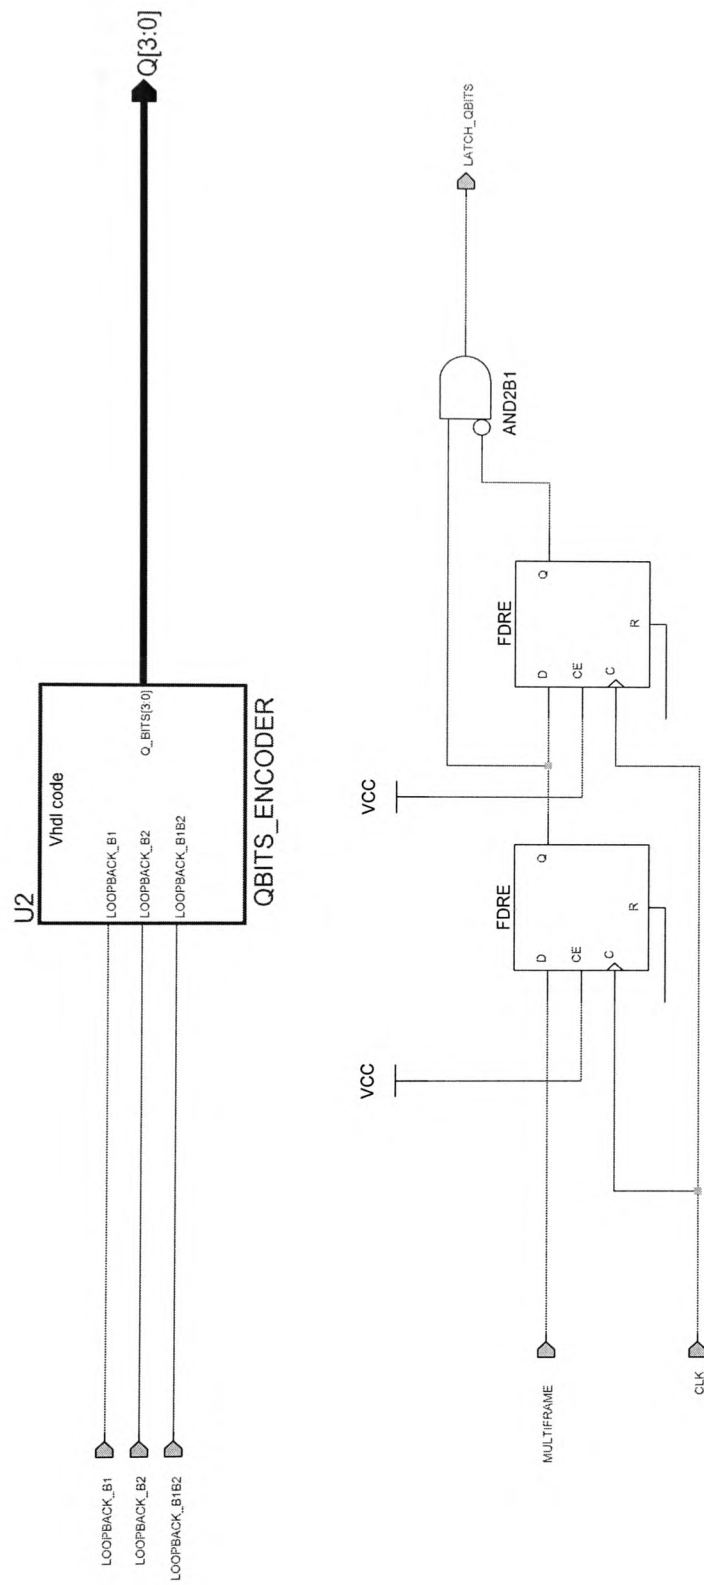 U2
Vhdl code
LOOPBACK_B1
LOOPBACK_B2
LOOPBACK_B1B2
LOOPBACK_B1
LOOPBACK_B2
LOOPBACK_B1B2
Q_BITS[3:0]
Q[3:0]
QBITS_ENCODER
VCC
VCC
MULTIFRAME
CLK
FDRE
D
CE
C
Q
R
FDRE
D
CE
C
Q
R
AND2B1
LATCH_QBITS